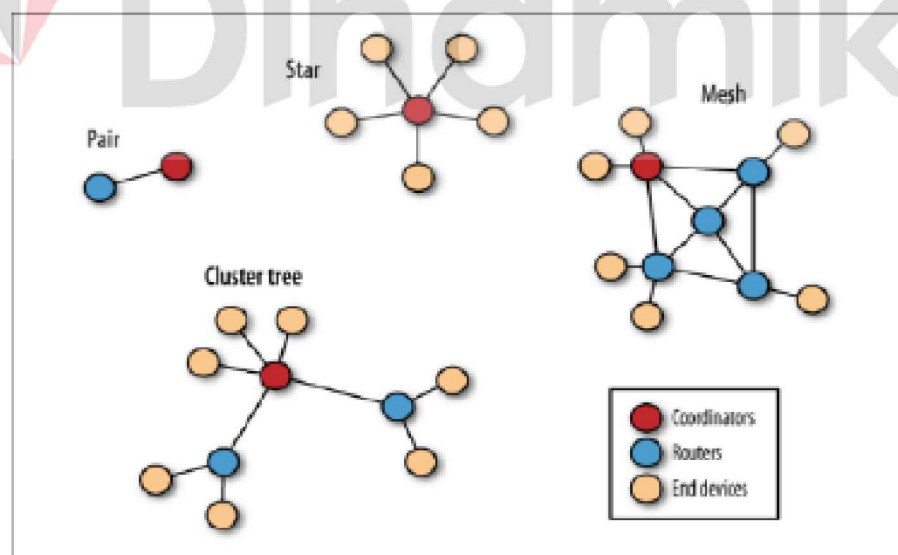 Dinamik
Star
Mesh
Pair
Cluster tree
Coordinators
Routers
End devices